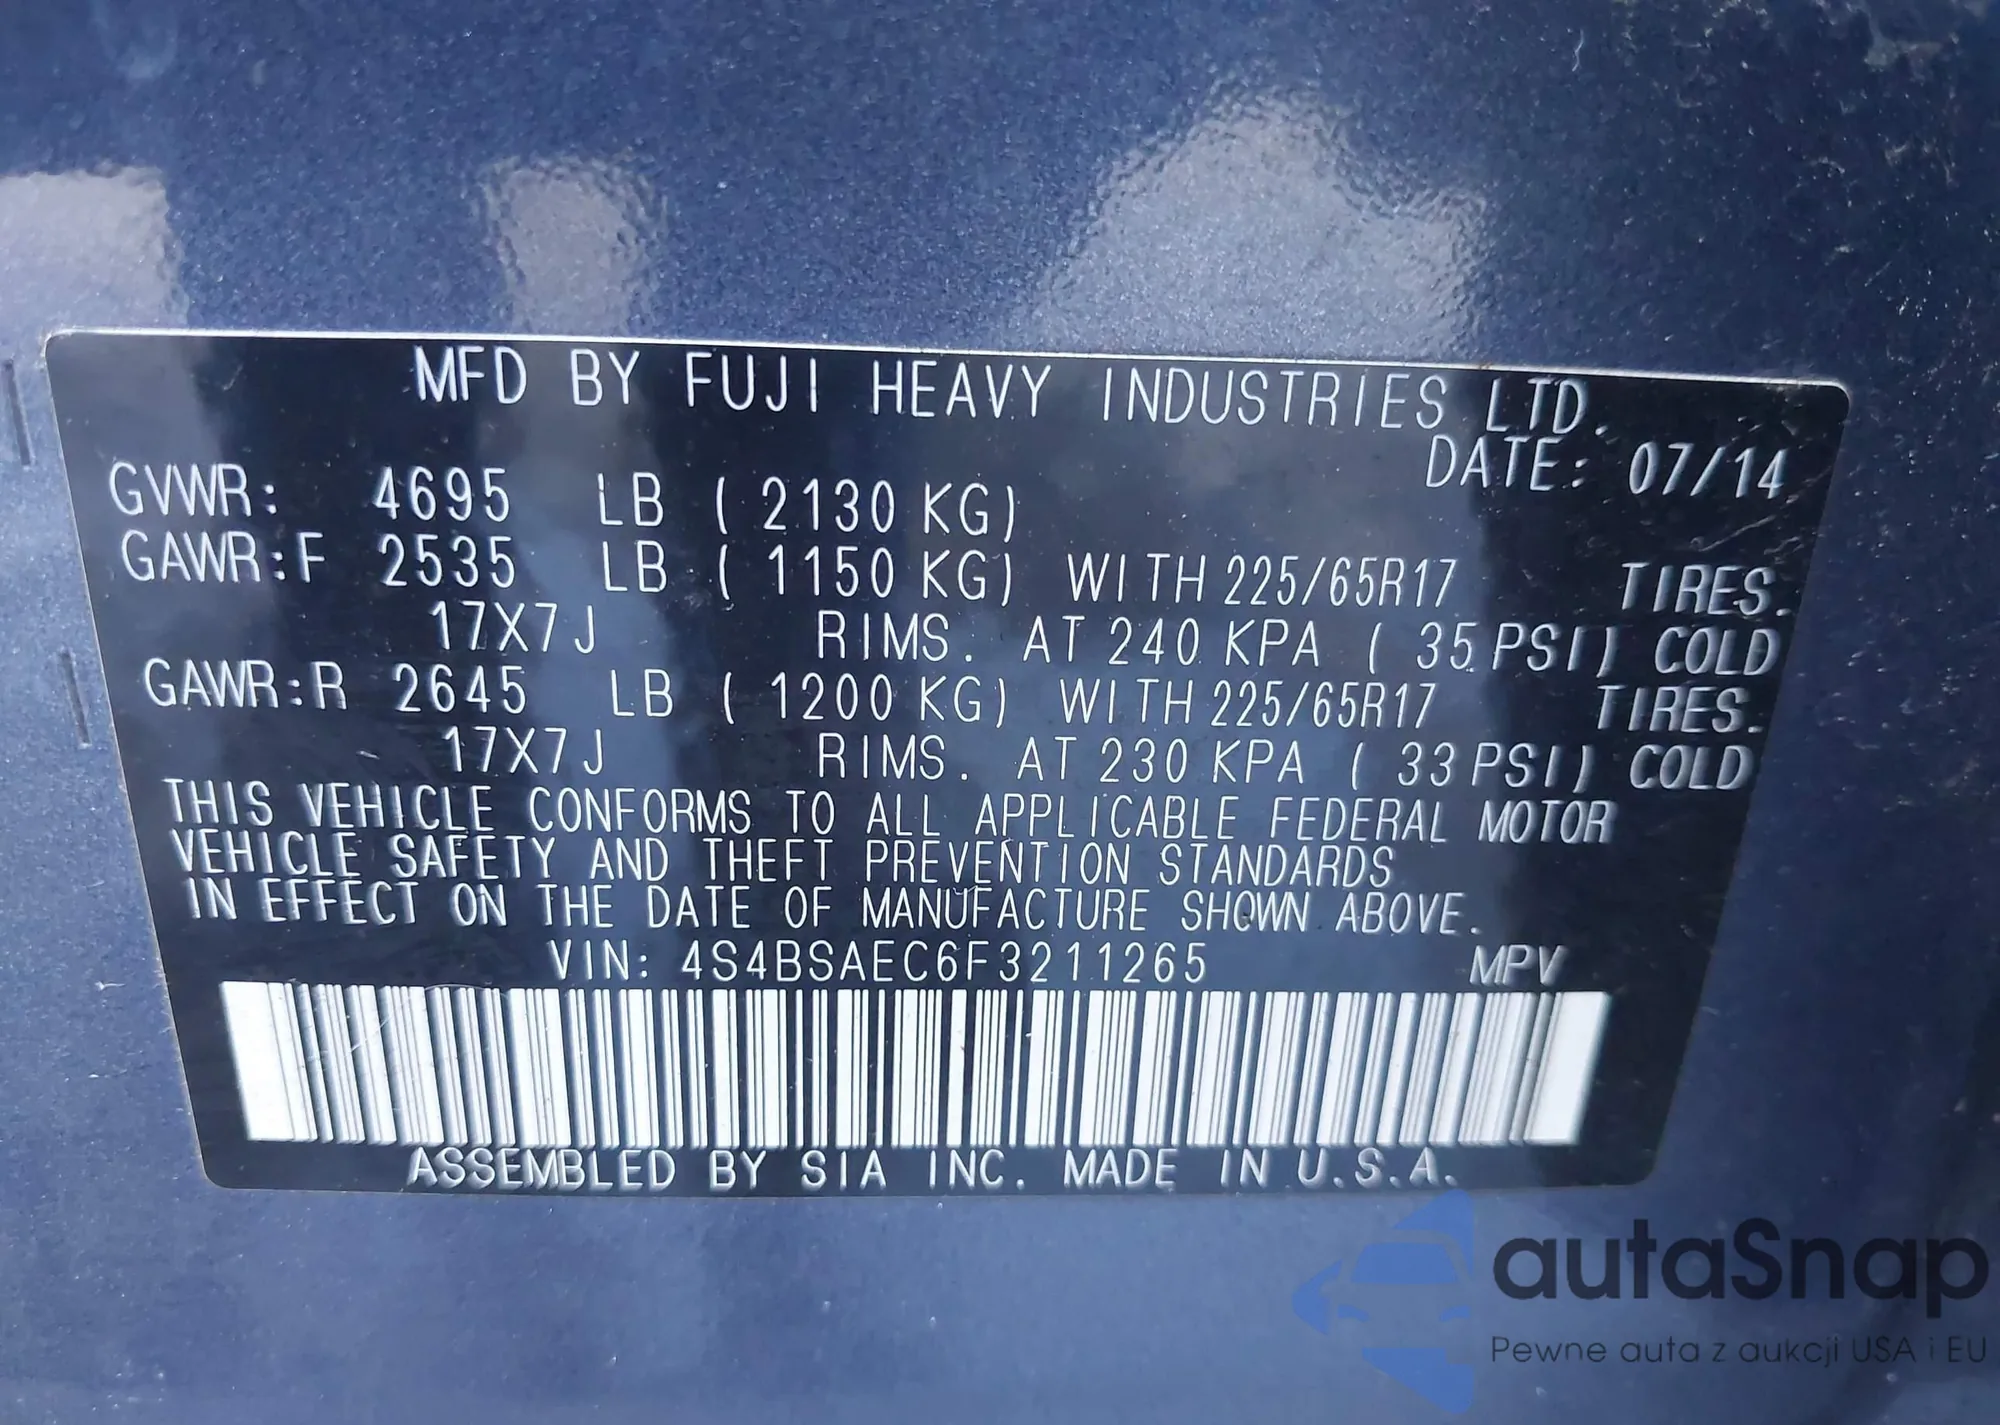 MFD BY FUJI HEAVY INDUSTRIES LTD.
DATE: 07/14
GVWR: 4695 LB ( 2130 KG)
GAWR:F 2535 LB ( 1150 KG) WITH 225/65R17 TIRES.
17X7J RIMS. AT 240 KPA ( 35 PSI) COLD
GAWR:R 2645 LB ( 1200 KG) WITH 225/65R17 TIRES.
17X7J RIMS. AT 230 KPA ( 33 PSI) COLD
THIS VEHICLE CONFORMS TO ALL APPLICABLE FEDERAL MOTOR
VEHICLE SAFETY AND THEFT PREVENTION STANDARDS
IN EFFECT ON THE DATE OF MANUFACTURE SHOWN ABOVE.
VIN: 4S4BSAEC6F3211265 MPV
ASSEMBLED BY SIA INC. MADE IN U.S.A.
autaSnap
Pewne auta z aukcji USA i EU